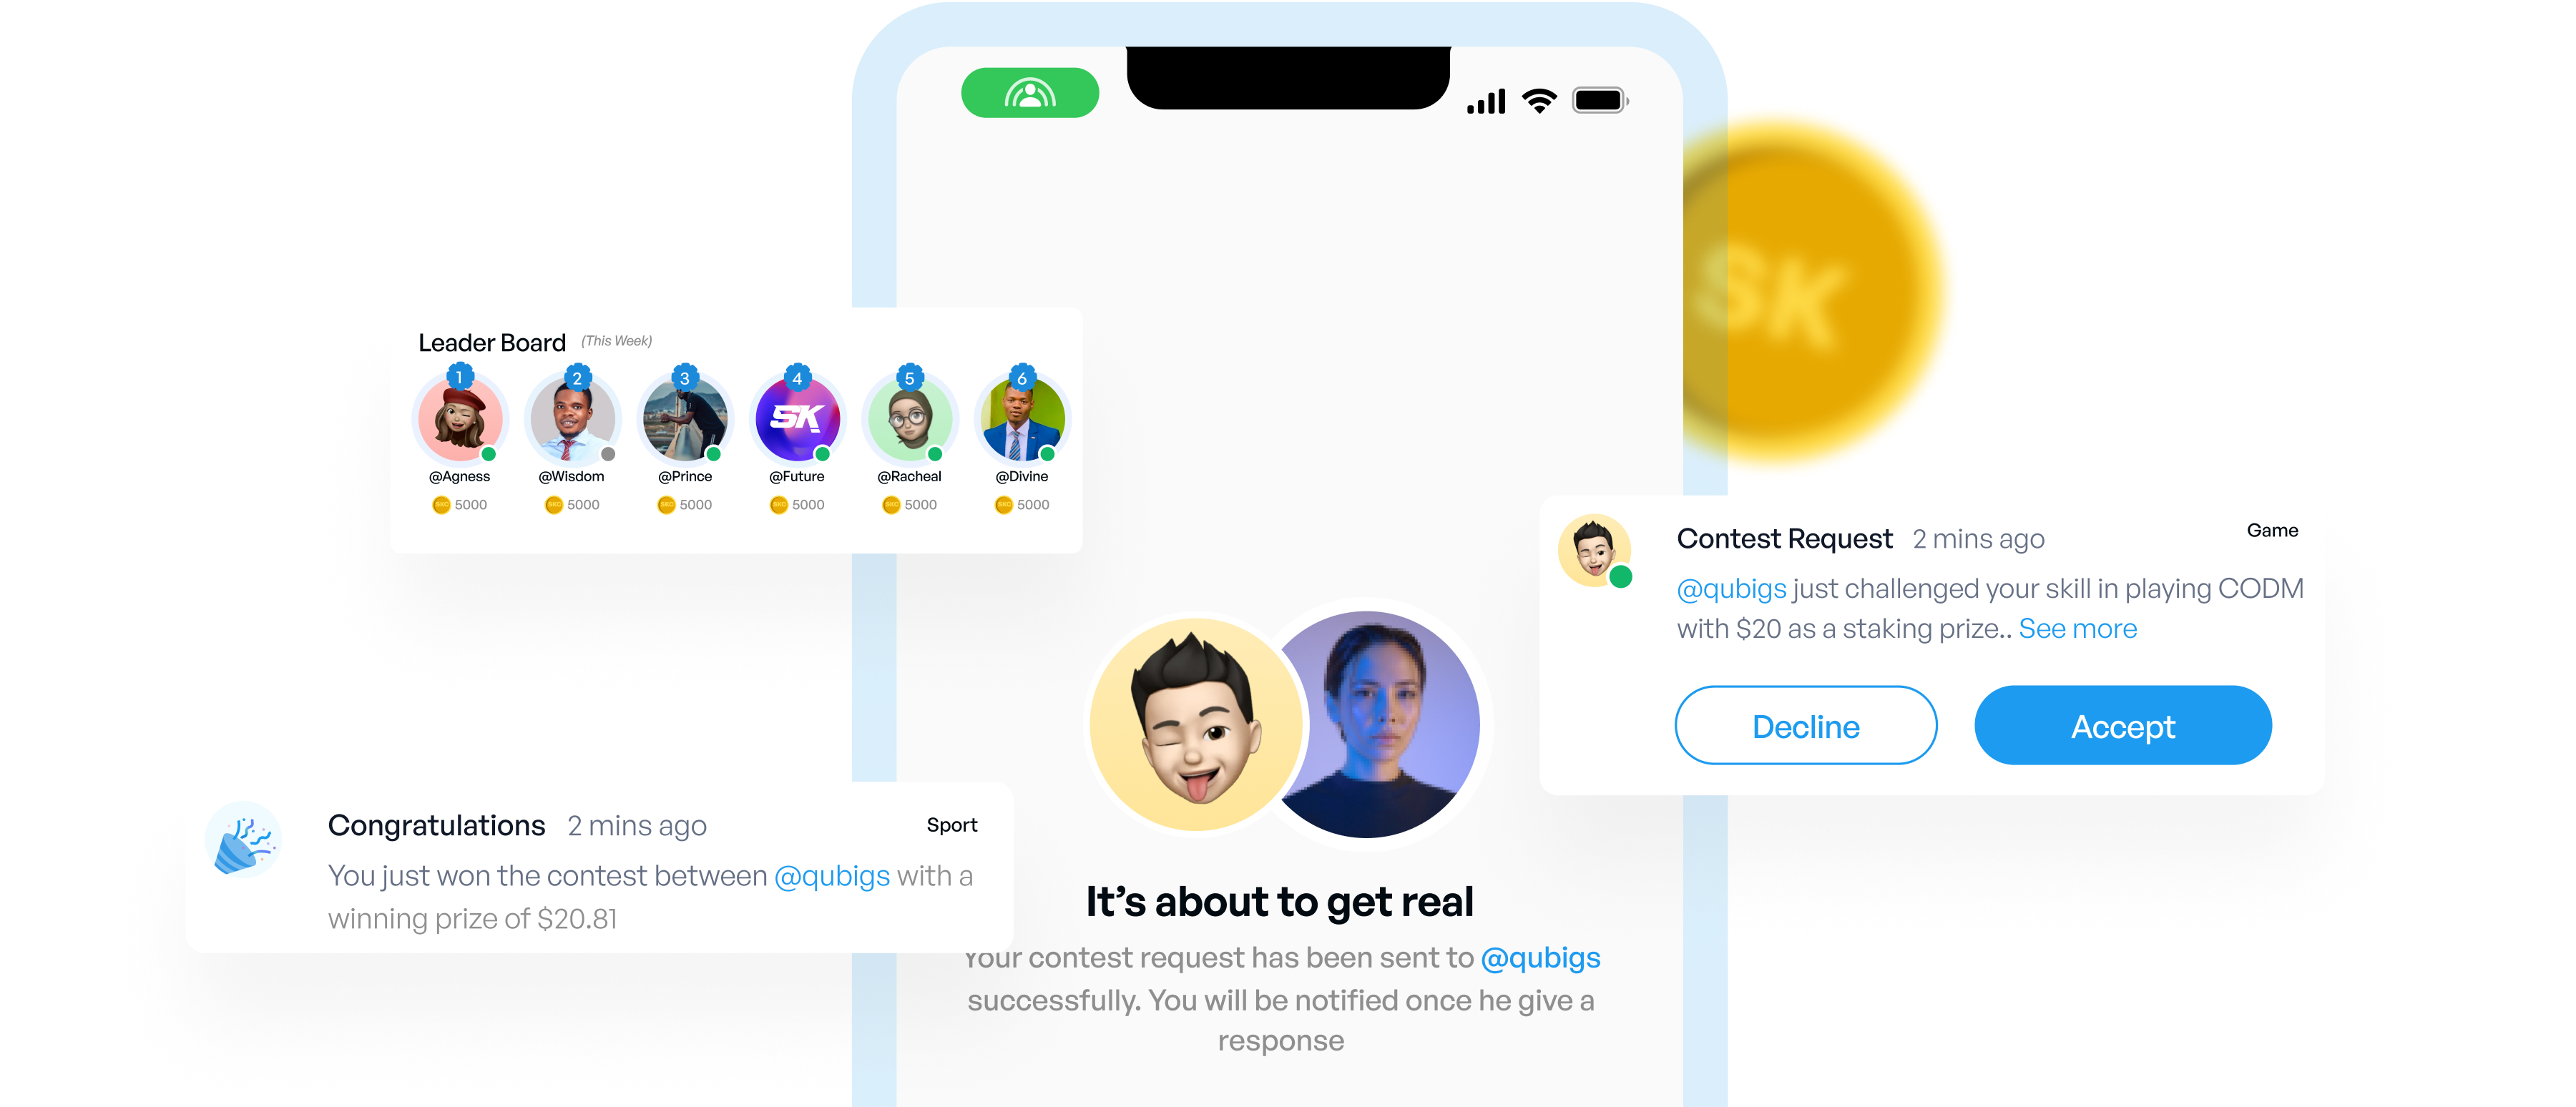 SK
Leader Board (This Week)
1 2 3 4 5 6
SK
@Agness @Wisdom @Prince @Future @Racheal @Divine
5000 5000 5000 5000 5000 5000
Contest Request 2 mins ago Game
@qubigs just challenged your skill in playing CODM
with $20 as a staking prize.. See more
Decline Accept
Congratulations 2 mins ago Sport
You just won the contest between @qubigs with a
winning prize of $20.81
It’s about to get real
Your contest request has been sent to @qubigs
successfully. You will be notified once he give a
response